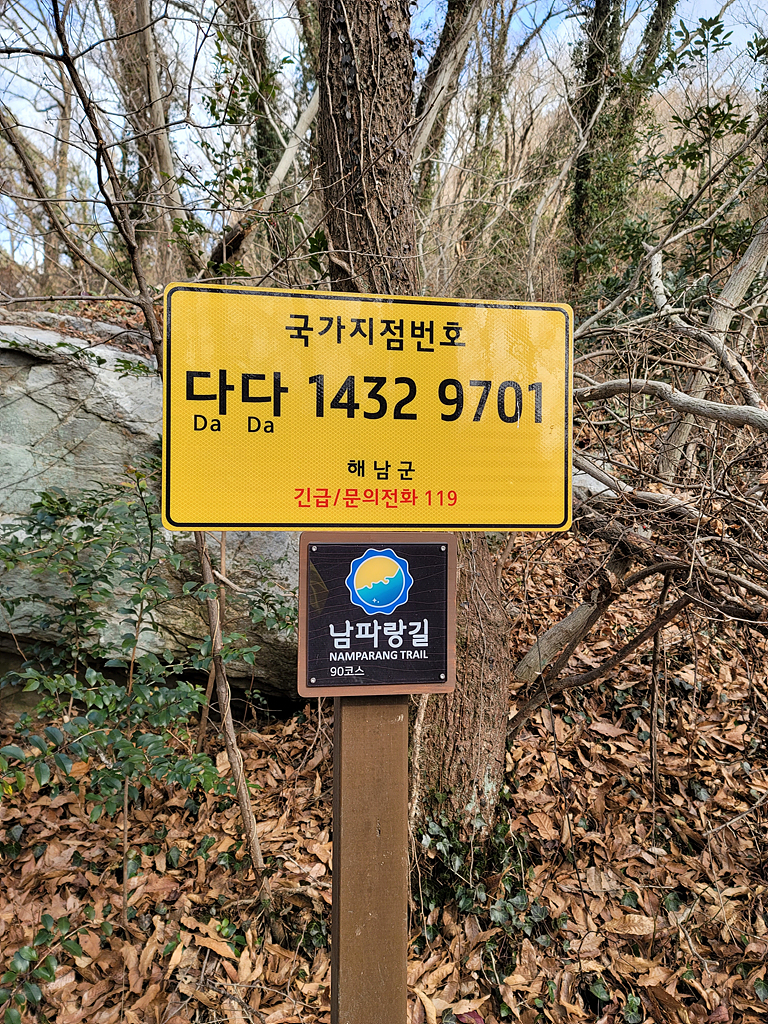 국가지점번호
다다 1432 9701
Da Da
해남군
긴급/문의전화 119
남파랑길
NAMPARANG TRAIL
90코스